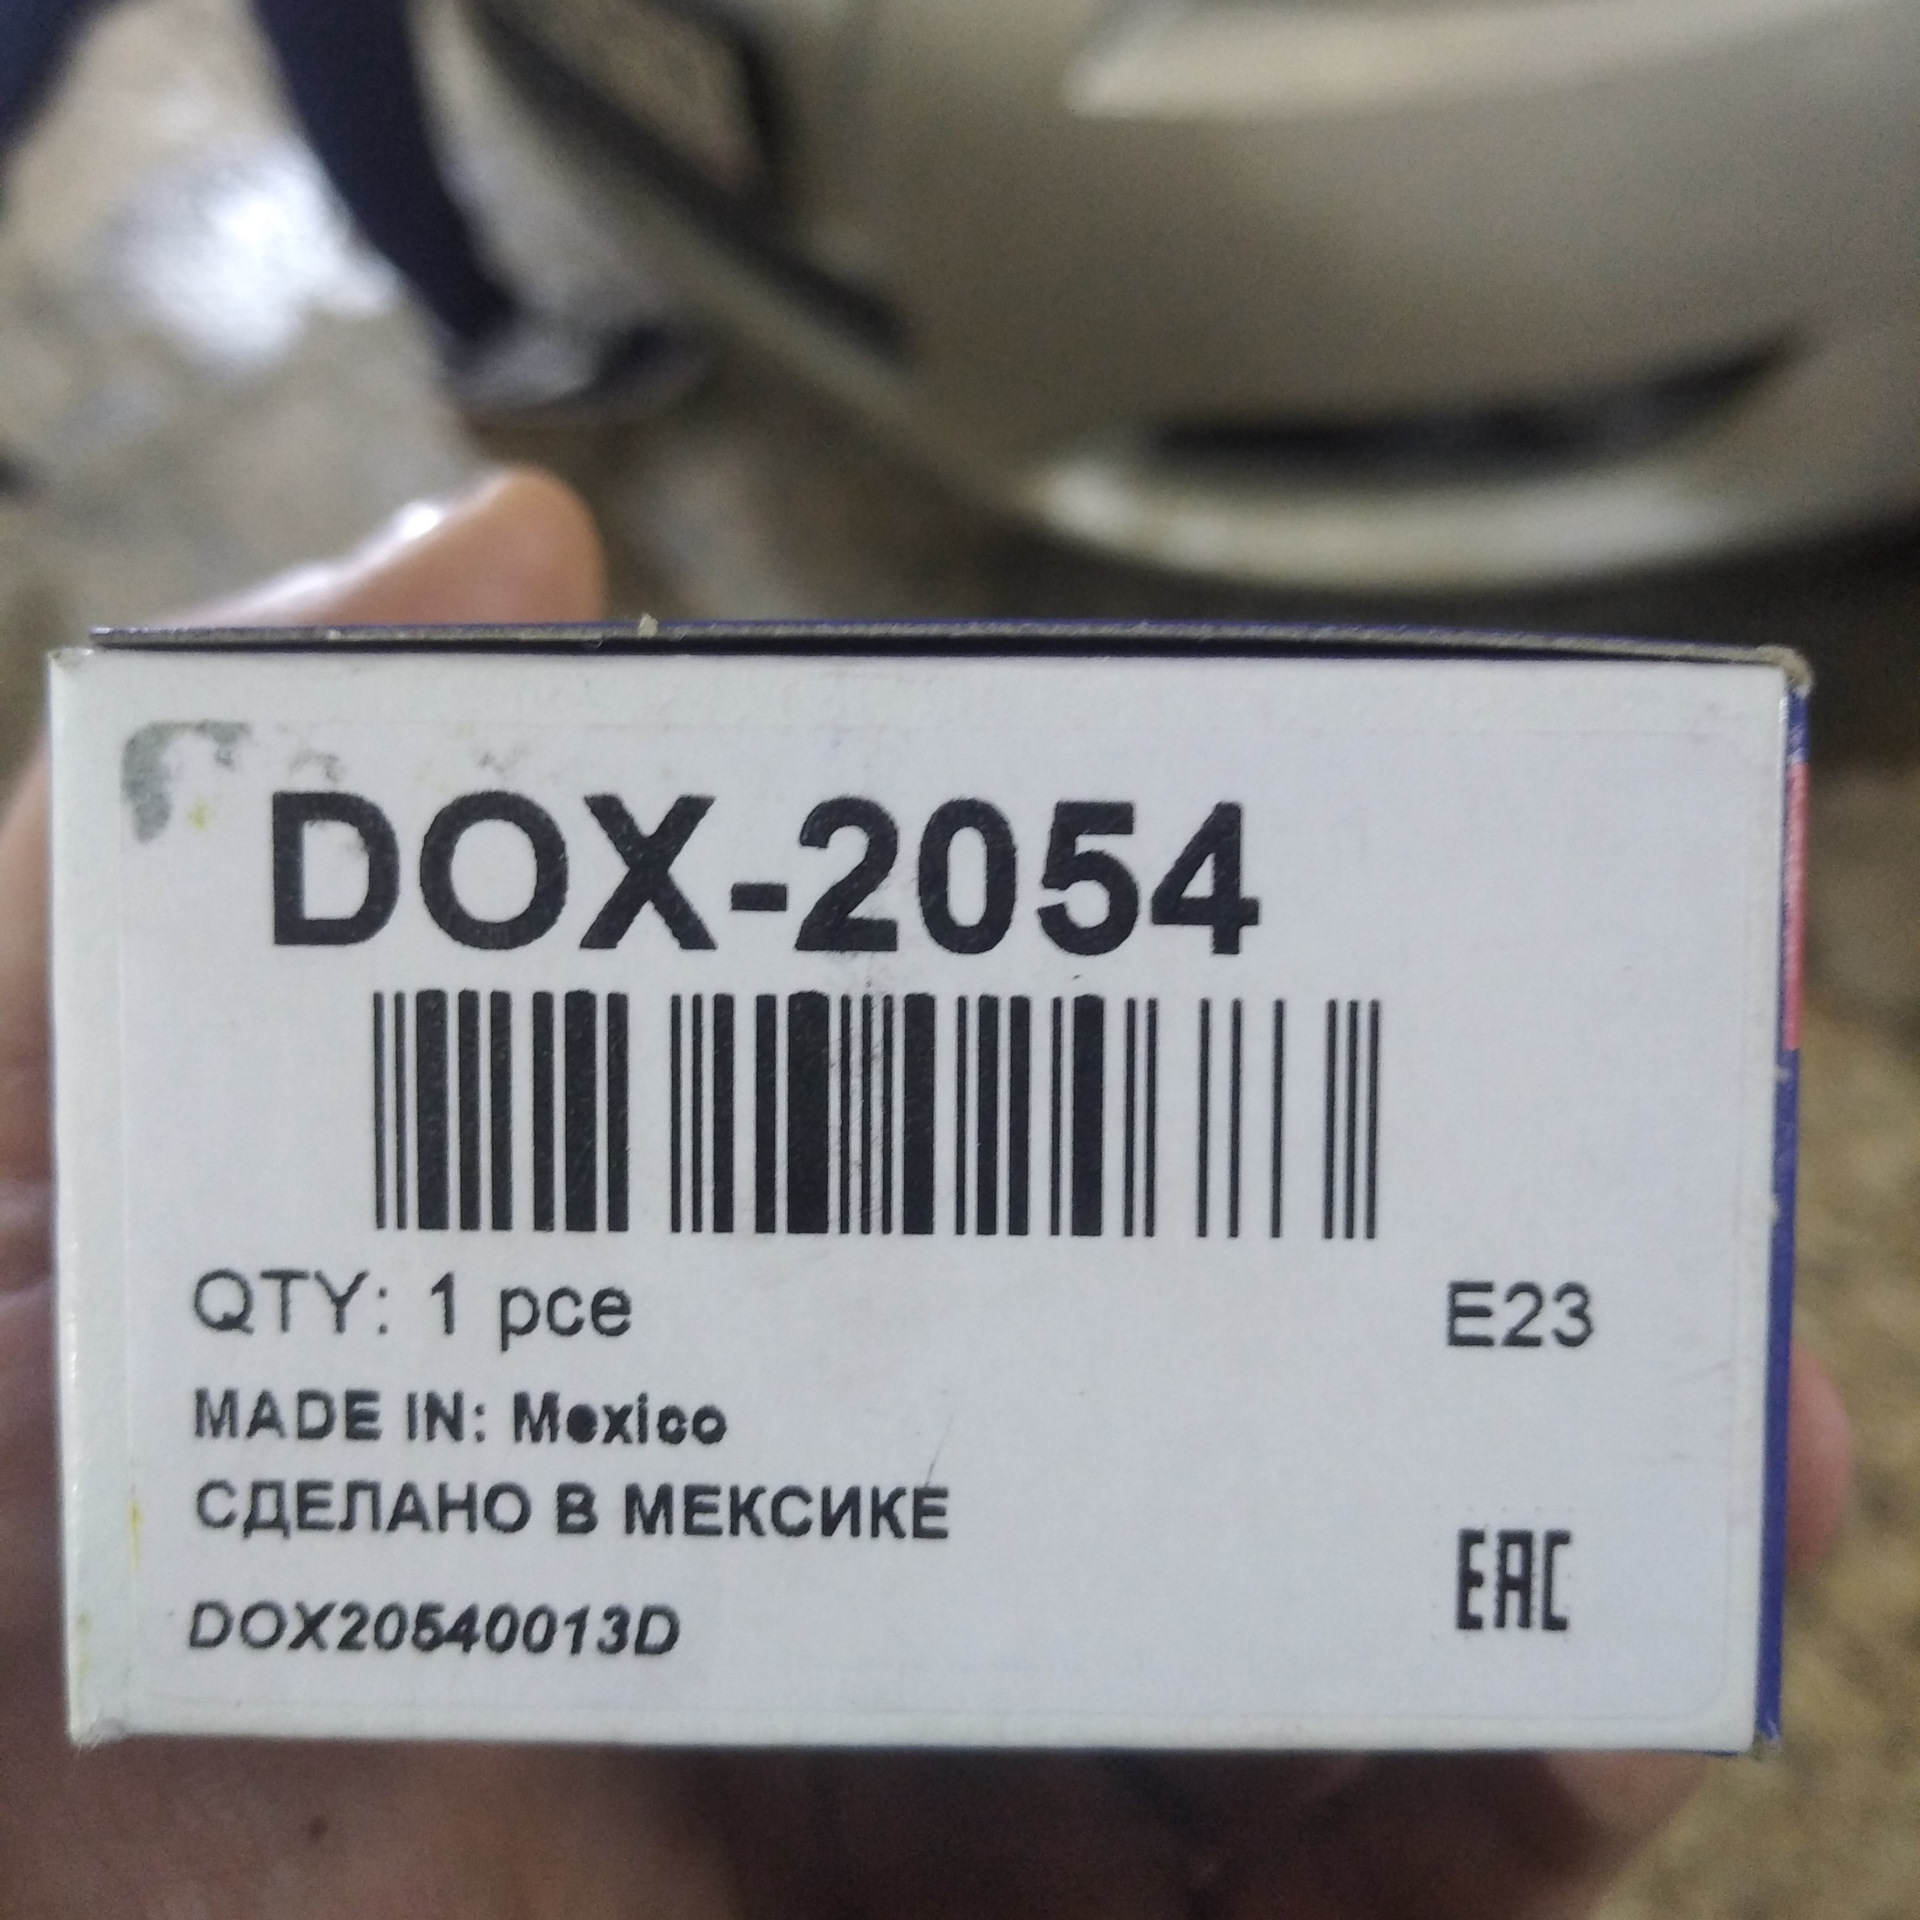 DOX-2054
QTY: 1 pce
E23
MADE IN: Mexico
СДЕЛАНО В МЕКСИКЕ
EAC
DOX20540013D